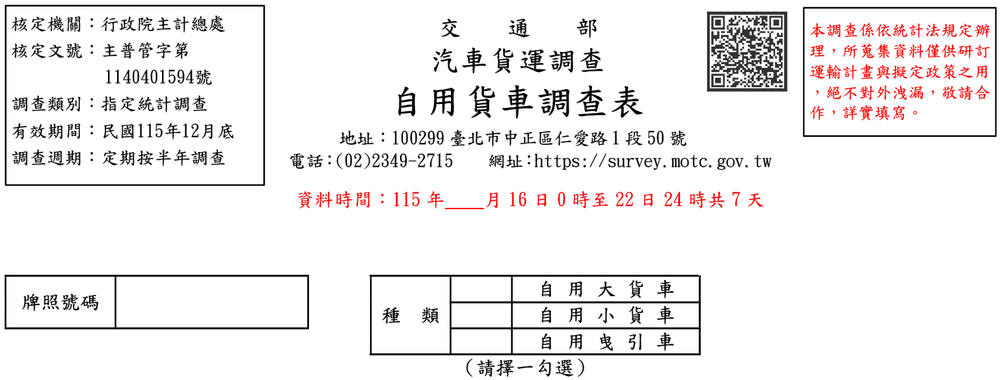 核定機關：行政院主計總處
核定文號：主普管字第
1140401594號
調查類別：指定統計調查
有效期間：民國115年12月底
調查週期：定期按半年調查
交通部
汽車貨運調查
自用貨車調查表
地址：100299 臺北市中正區仁愛路 1 段 50 號
電話：(02)2349-2715 網址:https://survey.motc.gov.tw
資料時間：115 年____月 16 日 0 時至 22 日 24 時共 7 天
本調查係依統計法規定辦
理，所蒐集資料僅供研訂
運輸計畫與擬定政策之用
，絕不對外洩漏，敬請合
作，詳實填寫。
牌照號碼
種類
自用大貨車
自用小貨車
自用曳引車
（請擇一勾選）